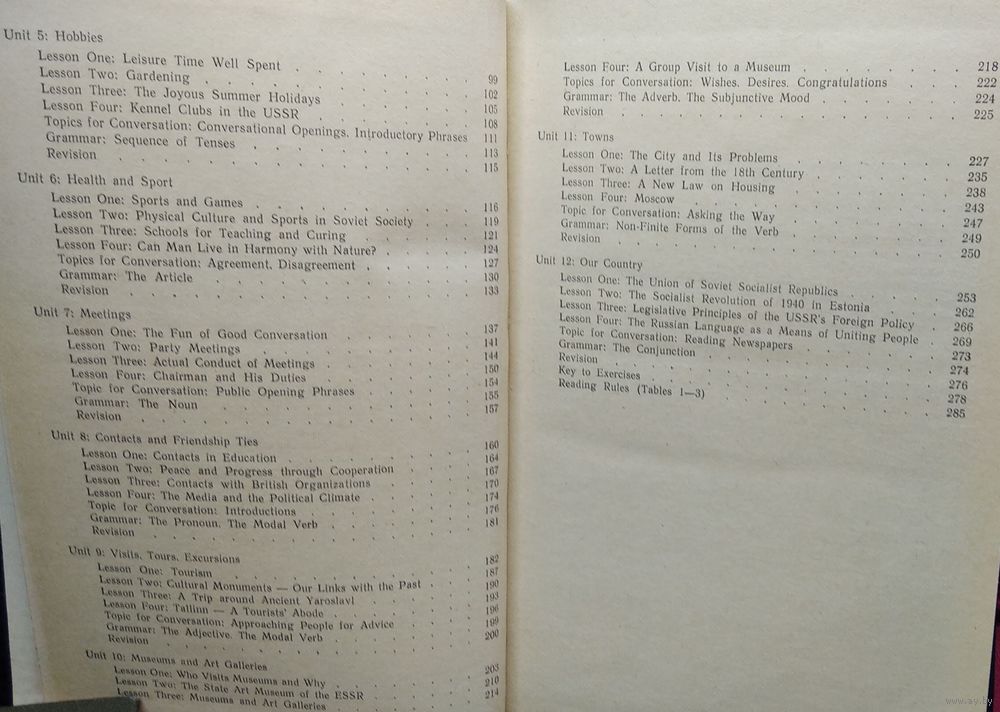 Unit 5: Hobbies
Lesson One: Leisure Time Well Spent . . . . . . . 99
Lesson Two: Gardening . . . . . . . . . . 102
Lesson Three: The Joyous Summer Holidays . . . . . 105
Lesson Four: Kennel Clubs in the USSR . . . . . . 108
Topics for Conversation: Conversational Openings. Introductory Phrases 111
Grammar: Sequence of Tenses . . . . . . . . 113
Revision . . . . . . . . . . . . 115
Unit 6: Health and Sport
Lesson One: Sports and Games . . . . . . . . 116
Lesson Two: Physical Culture and Sports in Soviet Society . . . 119
Lesson Three: Schools for Teaching and Curing . . . . 121
Lesson Four: Can Man Live in Harmony with Nature? . . . . 124
Topics for Conversation: Agreement. Disagreement . . . . 127
Grammar: The Article . . . . . . . . . 130
Revision . . . . . . . . . . . . 133
Unit 7: Meetings
Lesson One: The Fun of Good Conversation . . . . . 137
Lesson Two: Party Meetings . . . . . . . . 141
Lesson Three: Actual Conduct of Meetings . . . . . 144
Lesson Four: Chairman and His Duties . . . . . . 150
Topic for Conversation: Public Opening Phrases . . . . 154
Grammar: The Noun . . . . . . . . . . 155
Revision . . . . . . . . . . . . 157
Unit 8: Contacts and Friendship Ties
Lesson One: Contacts in Education . . . . . . . 160
Lesson Two: Peace and Progress through Cooperation . . . 164
Lesson Three: Contacts with British Organizations . . . . 167
Lesson Four: The Media and the Political Climate . . . . 170
Topic for Conversation: Introductions . . . . . . 174
Grammar: The Pronoun. The Modal Verb . . . . . 176
Revision . . . . . . . . . . . . 181
Unit 9: Visits. Tours. Excursions
Lesson One: Tourism . . . . . . . . . 182
Lesson Two: Cultural Monuments — Our Links with the Past . . . 187
Lesson Three: A Trip around Ancient Yaroslavl . . . . 190
Lesson Four: Tallinn — A Tourists' Abode . . . . . 193
Topic for Conversation: Approaching People for Advice . . . 196
Grammar: The Adjective. The Modal Verb . . . . . 199
Revision . . . . . . . . . . . . 200
Unit 10: Museums and Art Galleries
Lesson One: Who Visits Museums and Why . . . . . 203
Lesson Two: The State Art Museum of the ESSR . . . . 210
Lesson Three: Museums and Art Galleries . . . . . 214
Lesson Four: A Group Visit to a Museum . . . . . 218
Topics for Conversation: Wishes. Desires. Congratulations . . . 222
Grammar: The Adverb. The Subjunctive Mood . . . . 224
Revision . . . . . . . . . . . . 225
Unit 11: Towns
Lesson One: The City and Its Problems . . . . . . 227
Lesson Two: A Letter from the 18th Century . . . . . 235
Lesson Three: A New Law on Housing . . . . . . 238
Lesson Four: Moscow . . . . . . . . . 243
Topic for Conversation: Asking the Way . . . . . 247
Grammar: Non-Finite Forms of the Verb . . . . . 249
Revision . . . . . . . . . . . . 250
Unit 12: Our Country
Lesson One: The Union of Soviet Socialist Republics . . . . 253
Lesson Two: The Socialist Revolution of 1940 in Estonia . . . 262
Lesson Three: Legislative Principles of the USSR's Foreign Policy . 266
Lesson Four: The Russian Language as a Means of Uniting People . 269
Topic for Conversation: Reading Newspapers . . . . . 273
Grammar: The Conjunction . . . . . . . . 274
Revision . . . . . . . . . . . . 276
Key to Exercises . . . . . . . . . . 278
Reading Rules (Tables 1—3) . . . . . . . . 285
www.ay.by